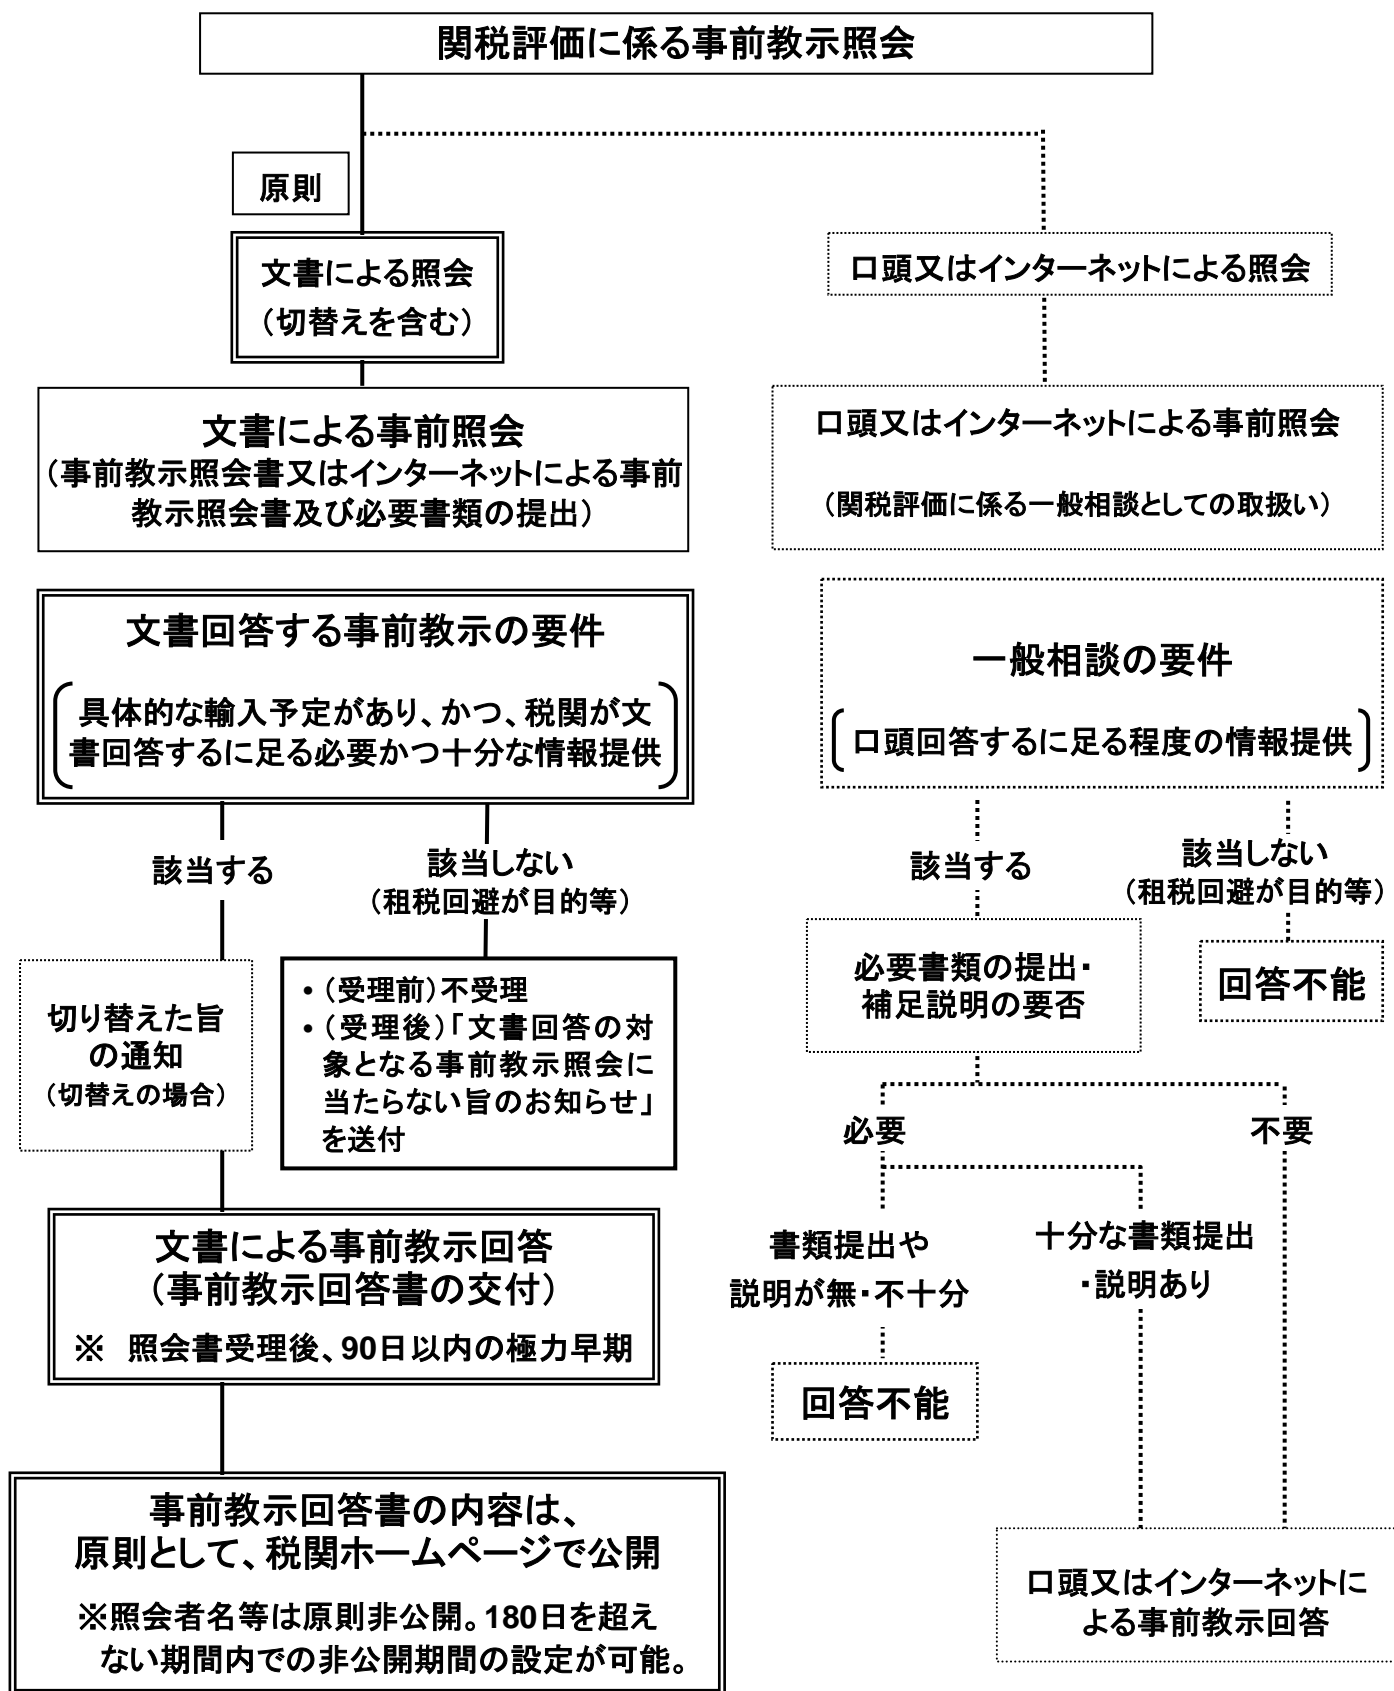 関税評価に係る事前教示照会
原則
文書による照会
（切替えを含む）
文書による事前照会
（事前教示照会書又はインターネットによる事前
教示照会書及び必要書類の提出）
文書回答する事前教示の要件
具体的な輸入予定があり、かつ、税関が文
書回答するに足る必要かつ十分な情報提供
該当する
該当しない
（租税回避が目的等）
切り替えた旨
の通知
（切替えの場合）
・（受理前）不受理
・（受理後）「文書回答の対
象となる事前教示照会に
当たらない旨のお知らせ」
を送付
文書による事前教示回答
（事前教示回答書の交付）
※　照会書受理後、90日以内の極力早期
事前教示回答書の内容は、
原則として、税関ホームページで公開
※照会者名等は原則非公開。180日を超え
ない期間内での非公開期間の設定が可能。
口頭又はインターネットによる照会
口頭又はインターネットによる事前照会
（関税評価に係る一般相談としての取扱い）
一般相談の要件
口頭回答するに足る程度の情報提供
該当する
該当しない
（租税回避が目的等）
必要書類の提出・
補足説明の要否
回答不能
必要
不要
書類提出や
説明が無・不十分
十分な書類提出
・説明あり
回答不能
口頭又はインターネットに
よる事前教示回答